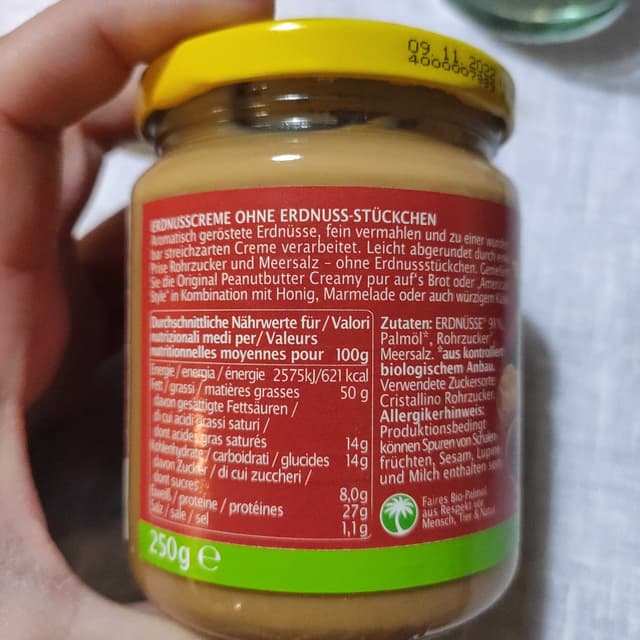 09.11.202
ERDNUSSCREME OHNE ERDNUSS-STÜCKCHEN
Aromatisch geröstete Erdnüsse, fein vermahlen und zu einer
bar streichzarten Creme verarbeitet. Leicht abgerundet durch
Prise Rohrzucker und Meersalz - ohne Erdnussstückchen.
Sie die Original Peanutbutter Creamy pur auf's Brot oder
Style" in Kombination mit Honig, Marmelade oder auch würzigem
Durchschnittliche Nährwerte für/Valori
nutrizionali medi per/Valeurs
nutritionnelles moyennes pour 100g
Energie/energia/énergie 2575kJ/621 kcal
Fett/grassi/matières grasses 50 g
davon gesättigte Fettsäuren/
di cui acidi grassi saturi/
dont acides gras saturés 14g
Kohlenhydrate/carboidrati/glucides 14g
davon Zucker/di cui zuccheri/
dont sucres 8,0g
Eiweiß/proteine/protéines 27g
Salz/sale/sel 1,1g
Zutaten: ERDNÜSSE*
Palmöl*, Rohrzucker*,
Meersalz. *aus kontrolliert
biologischem Anbau.
Verwendete Zuckersorte:
Cristallino Rohrzucker.
Allergikerhinweis:
Produktionsbedingt
können Spuren von Schalen-
früchten, Sesam, Lupine
und Milch enthalten sein.
Faires Bio-Palmöl
aus Respekt vor
Mensch, Tier & Natur
250g e